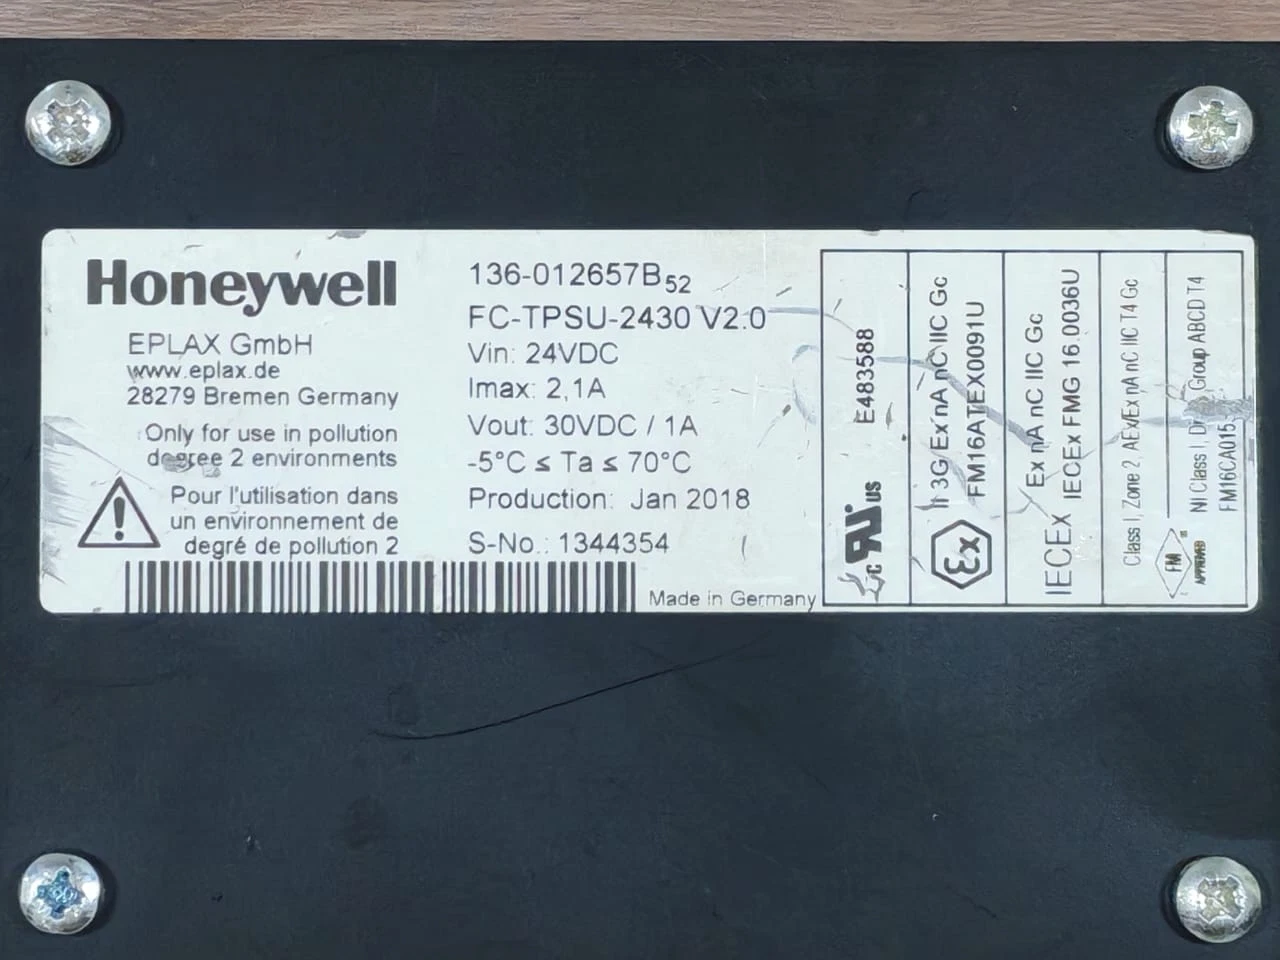 Honeywell
EPLAX GmbH
www.eplax.de
28279 Bremen Germany
Only for use in pollution
degree 2 environments
Pour l'utilisation dans
un environnement de
degré de pollution 2
136-012657B52
FC-TPSU-2430 V2.0
Vin: 24VDC
Imax: 2,1A
Vout: 30VDC / 1A
-5°C ≤ Ta ≤ 70°C
Production: Jan 2018
S-No.: 1344354
Made in Germany
E483588
c US
II 3G Ex nA nC IIC Gc
FM16ATEX0091U
Ex
Ex nA nC IIC Gc
IECEx IECEx FMG 16.0036U
Class I, Zone 2 AEx/Ex nA nC IIC T4 Gc
NI Class I, Group ABCD T4
FM
APPROVED